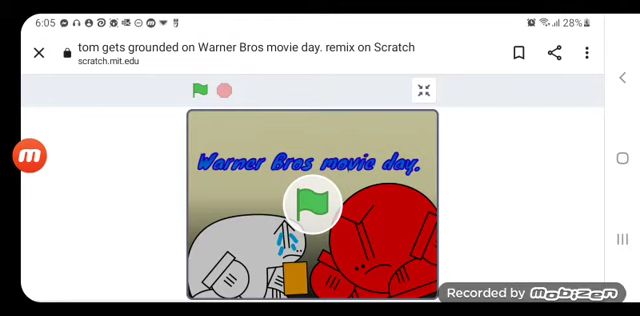 6:05
28%
tom gets grounded on Warner Bros movie day. remix on Scratch
scratch.mit.edu
Warner Bros movie day.
m
Recorded by mobizen